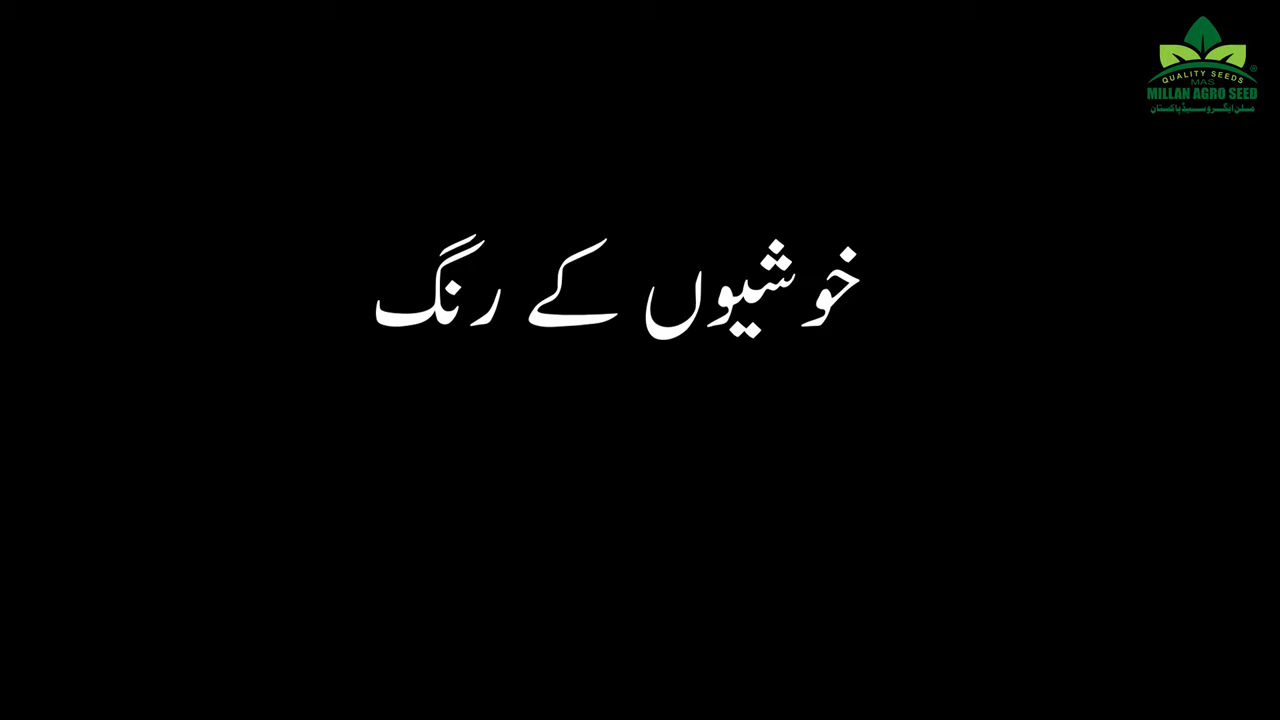 QUALITY SEEDS
MAS
MILLAN AGRO SEED
ملن ایگرو سیڈ پاکستان
خوشیوں کے رنگ